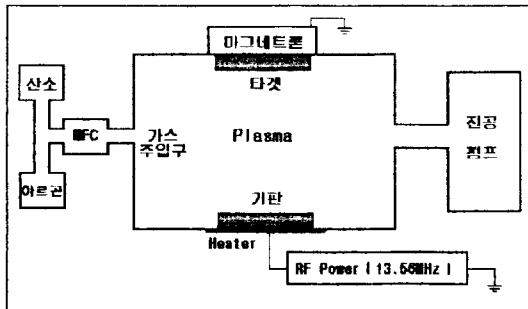 마그네트론
타겟
산소
MFC
가스
주입구
Plasma
진공
펌프
아르곤
기판
Heater
RF Power ( 13.56MHz )